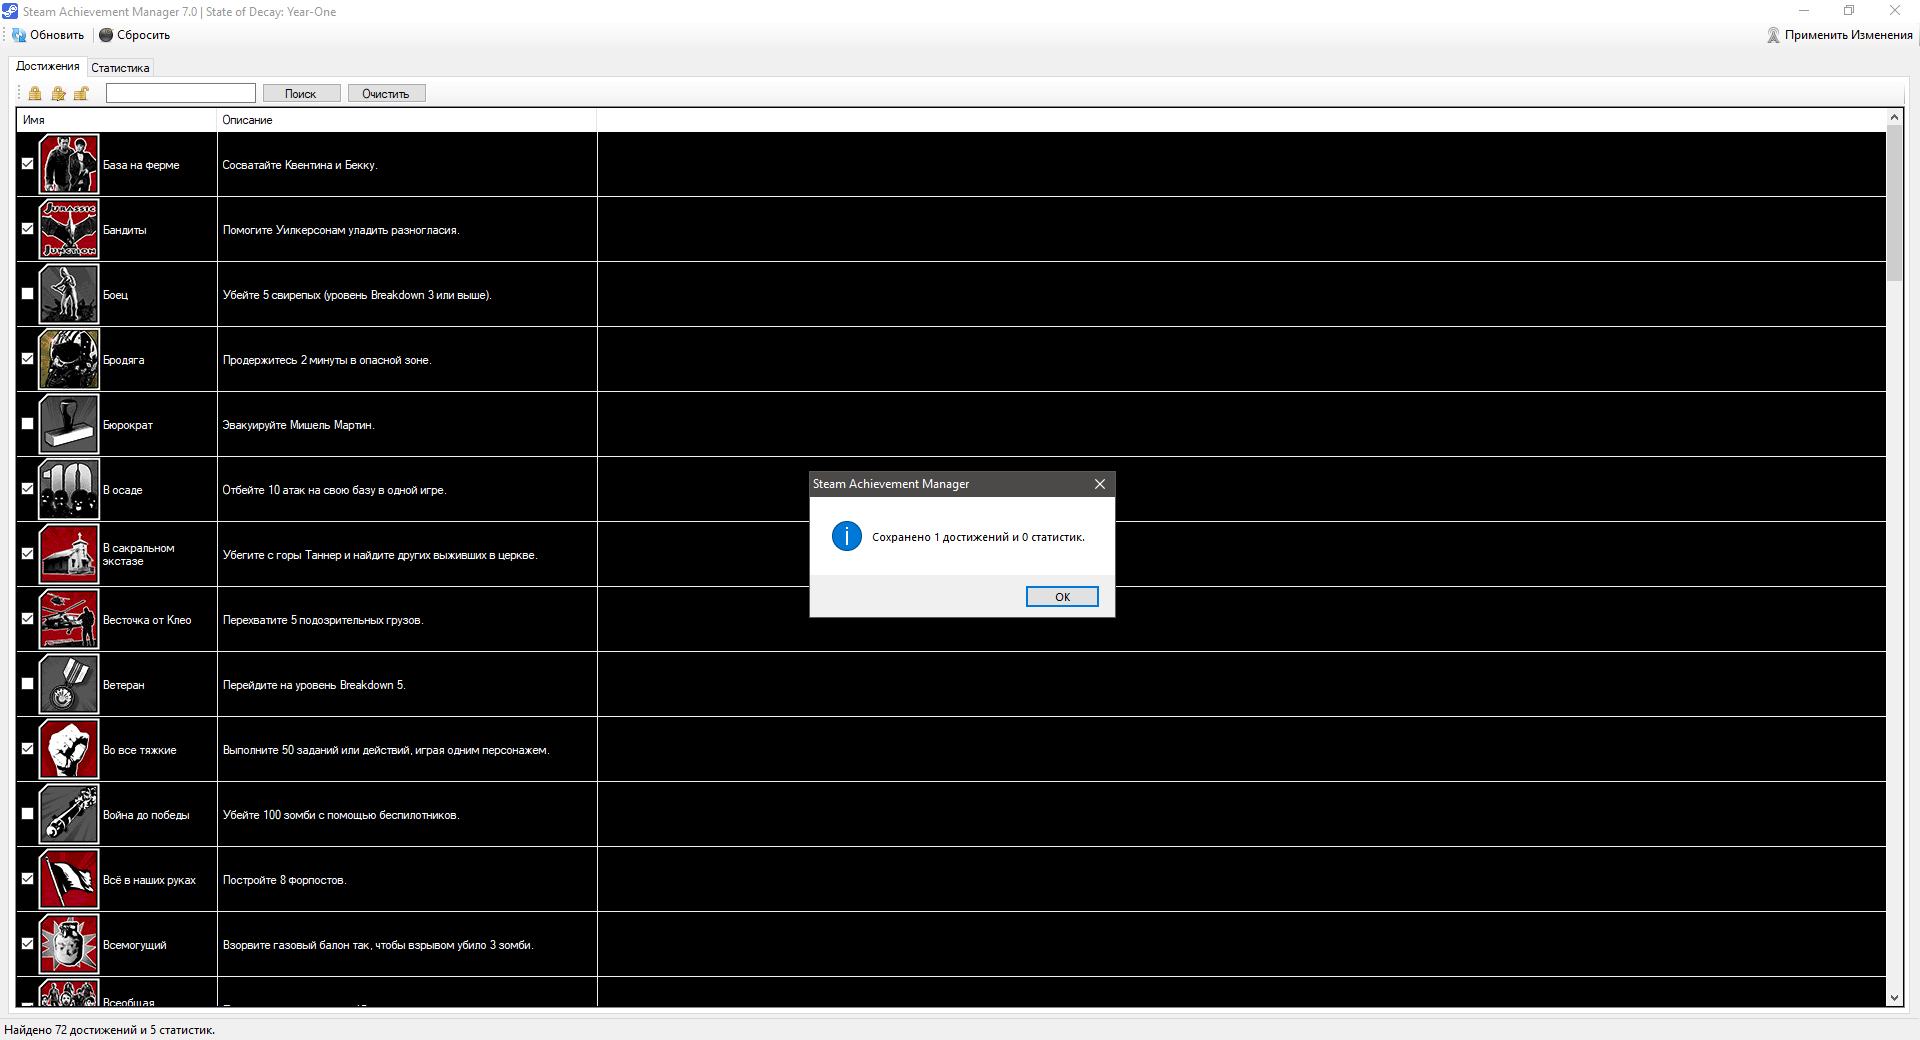 Steam Achievement Manager 7.0 | State of Decay: Year-One
Обновить
Сбросить
Применить Изменения
Достижения
Статистика
Поиск
Очистить
Имя
Описание
База на ферме
Сосватайте Квентина и Бекку.
JURASSIC
JUNCTION
Бандиты
Помогите Уилкерсонам уладить разногласия.
Боец
Убейте 5 свирепых (уровень Breakdown 3 или выше).
Бродяга
Продержитесь 2 минуты в опасной зоне.
Бюрократ
Эвакуируйте Мишель Мартин.
10
В осаде
Отбейте 10 атак на свою базу в одной игре.
В сакральном
экстазе
Убегите с горы Таннер и найдите других выживших в церкве.
Весточка от Клео
Перехватите 5 подозрительных грузов.
Ветеран
Перейдите на уровень Breakdown 5.
Во все тяжкие
Выполните 50 заданий или действий, играя одним персонажем.
Война до победы
Убейте 100 зомби с помощью беспилотников.
Всё в наших руках
Постройте 8 форпостов.
Всемогущий
Взорвите газовый балон так, чтобы взрывом убило 3 зомби.
Всеобщая
Steam Achievement Manager
Сохранено 1 достижений и 0 статистик.
OK
Найдено 72 достижений и 5 статистик.